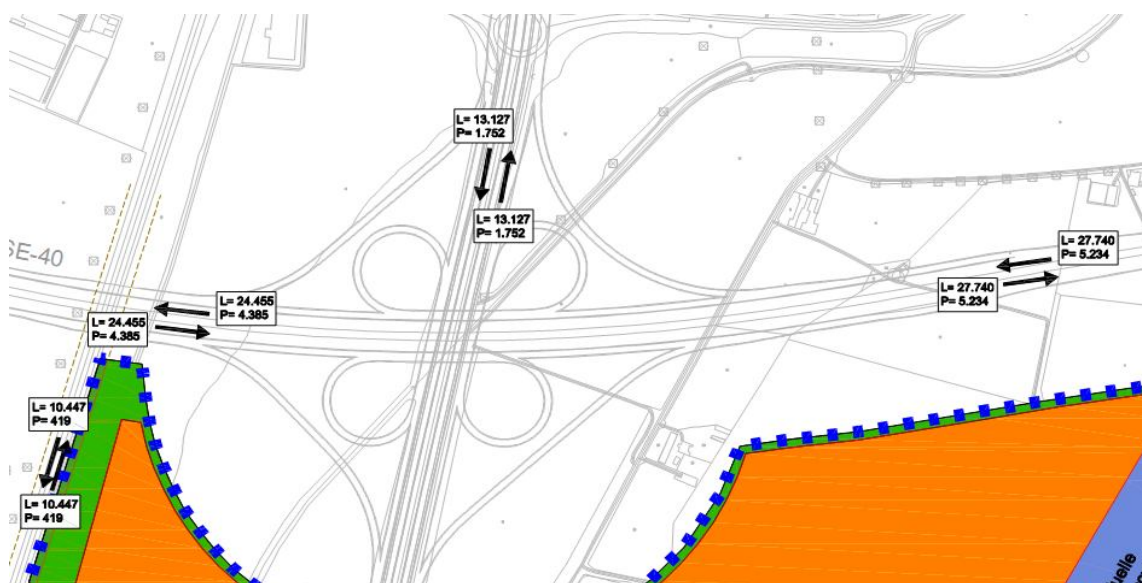 L= 13.127
P= 1.752
L= 13.127
P= 1.752
SE-40
L= 27.740
P= 5.234
L= 27.740
P= 5.234
L= 24.455
P= 4.385
L= 24.455
P= 4.385
L= 10.447
P= 419
L= 10.447
P= 419
uelle